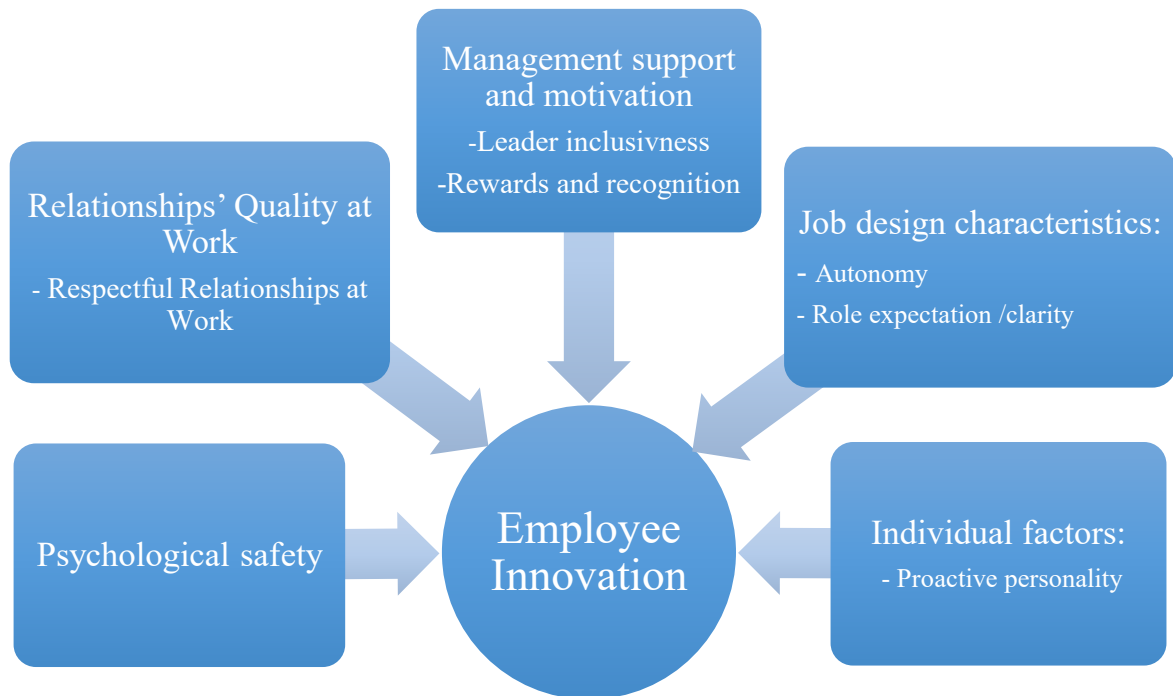 Management support
and motivation
-Leader inclusivness
-Rewards and recognition
Relationships’ Quality at
Work
- Respectful Relationships at
Work
Job design characteristics:
- Autonomy
- Role expectation /clarity
Psychological safety
Employee
Innovation
Individual factors:
- Proactive personality